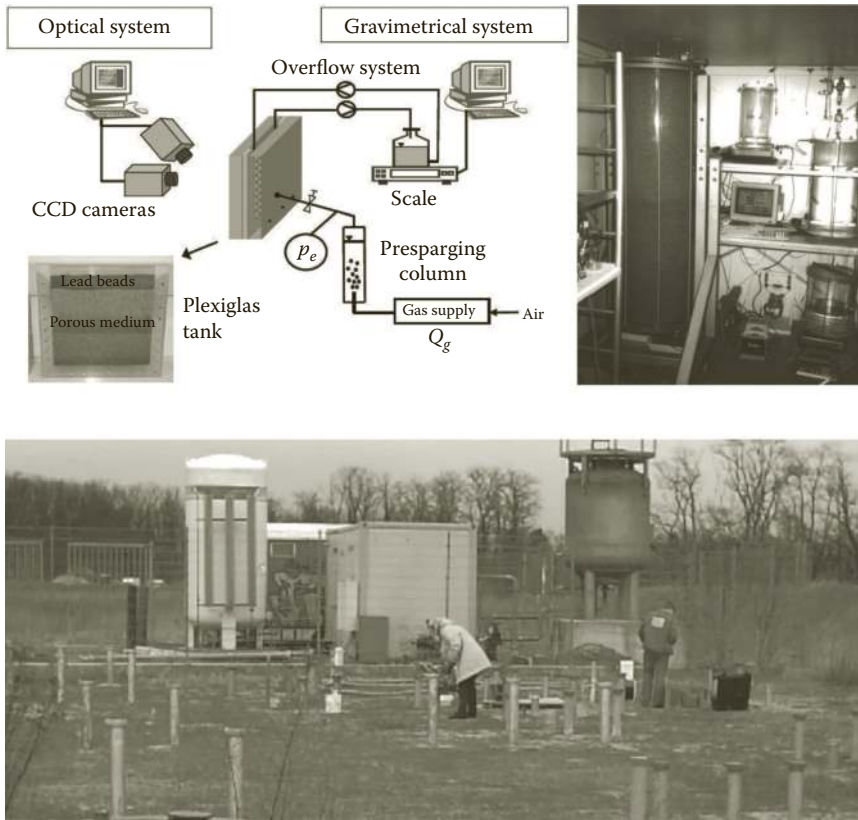 Optical system
Gravimetrical system
Overflow system
CCD cameras
Scale
p_e
Presparging
column
Lead beads
Porous medium
Plexiglas
tank
Gas supply
Air
Q_g